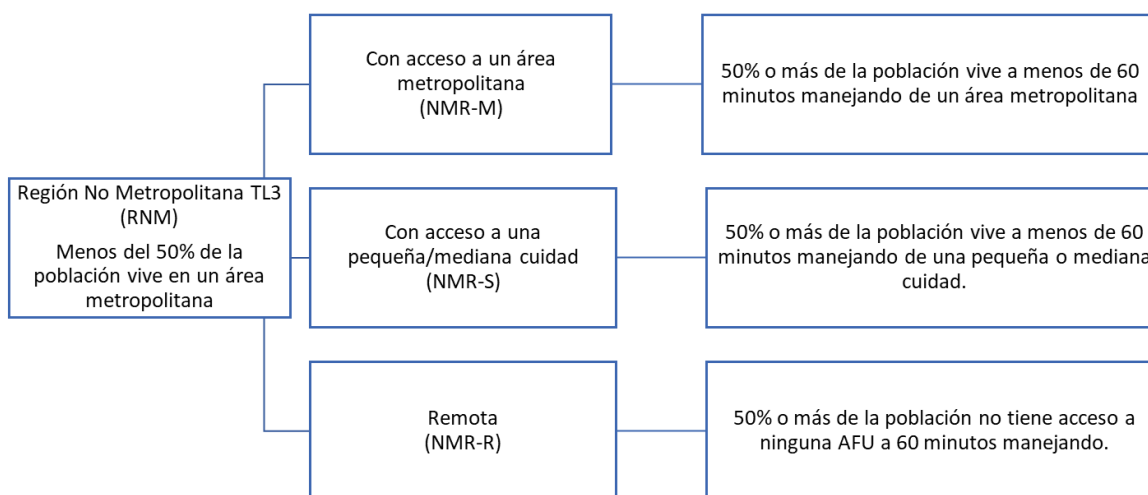 Con acceso a un área
metropolitana
(NMR-M)
50% o más de la población vive a menos de 60
minutos manejando de un área metropolitana
Región No Metropolitana TL3
(RNM)
Menos del 50% de la
población vive en un área
metropolitana
Con acceso a una
pequeña/mediana cuidad
(NMR-S)
50% o más de la población vive a menos de 60
minutos manejando de una pequeña o mediana
cuidad.
Remota
(NMR-R)
50% o más de la población no tiene acceso a
ninguna AFU a 60 minutos manejando.